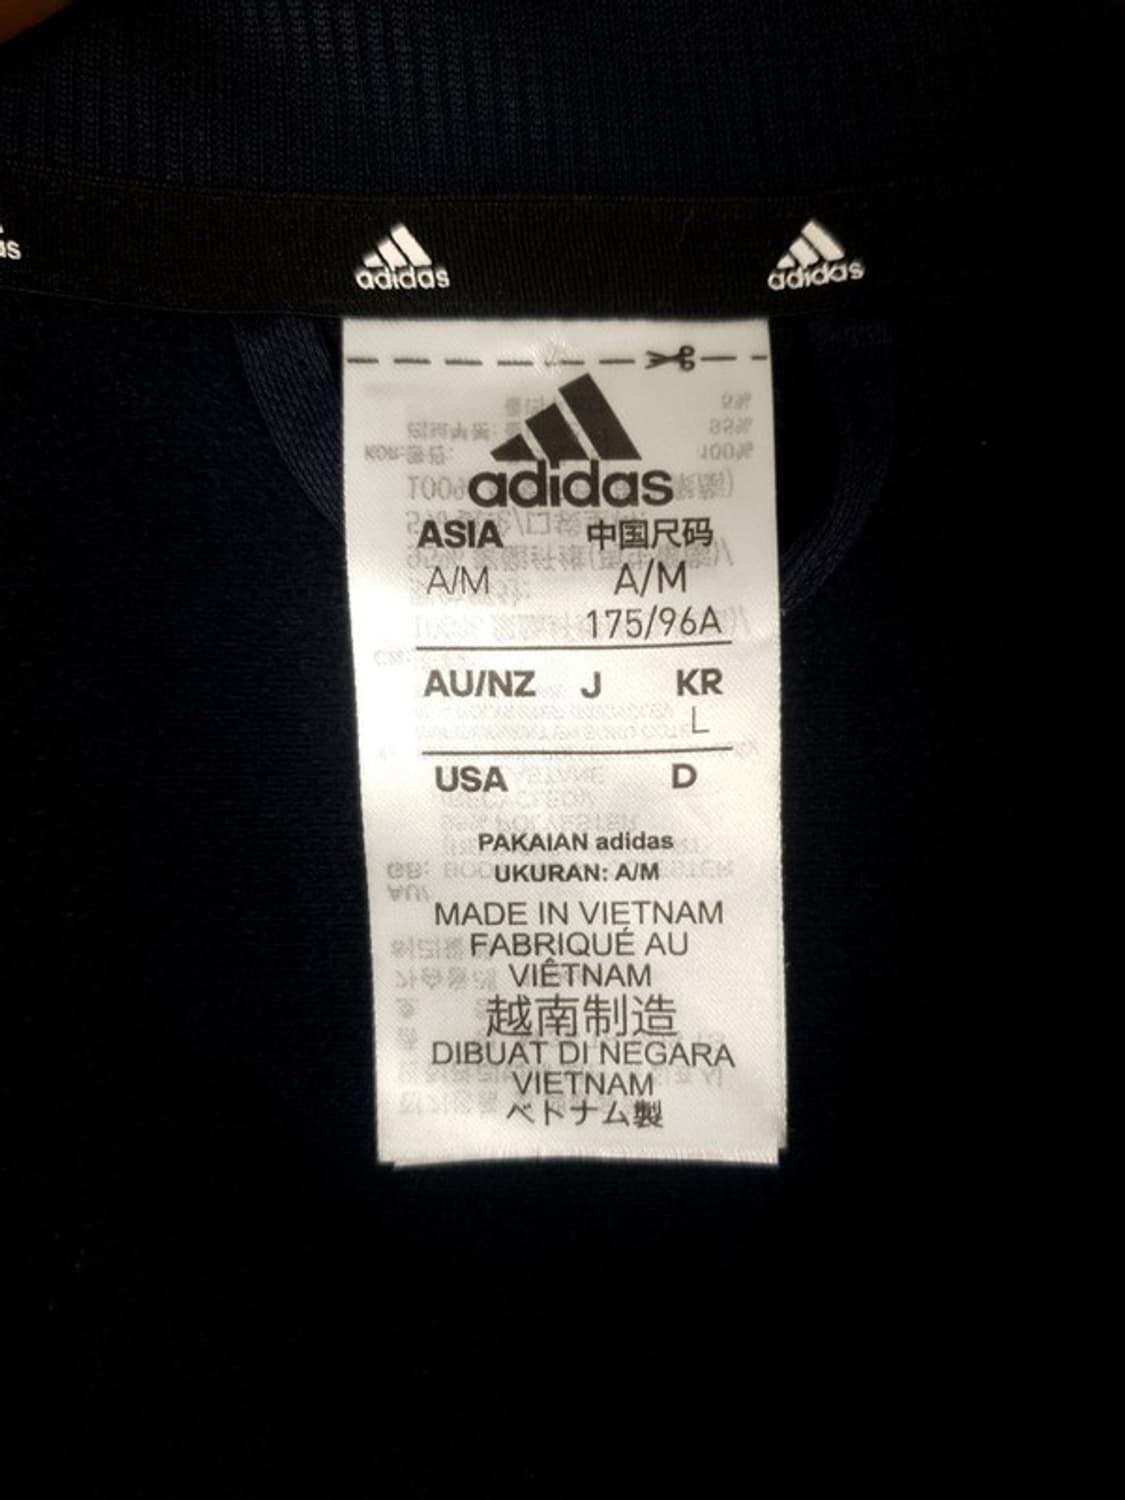 adidas
adidas
adidas
ASIA 中国尺码
A/M A/M
175/96A
AU/NZ J KR
L
USA D
PAKAIAN adidas
UKURAN: A/M
MADE IN VIETNAM
FABRIQUÉ AU
VIÊTNAM
越南制造
DIBUAT DI NEGARA
VIETNAM
ベトナム製